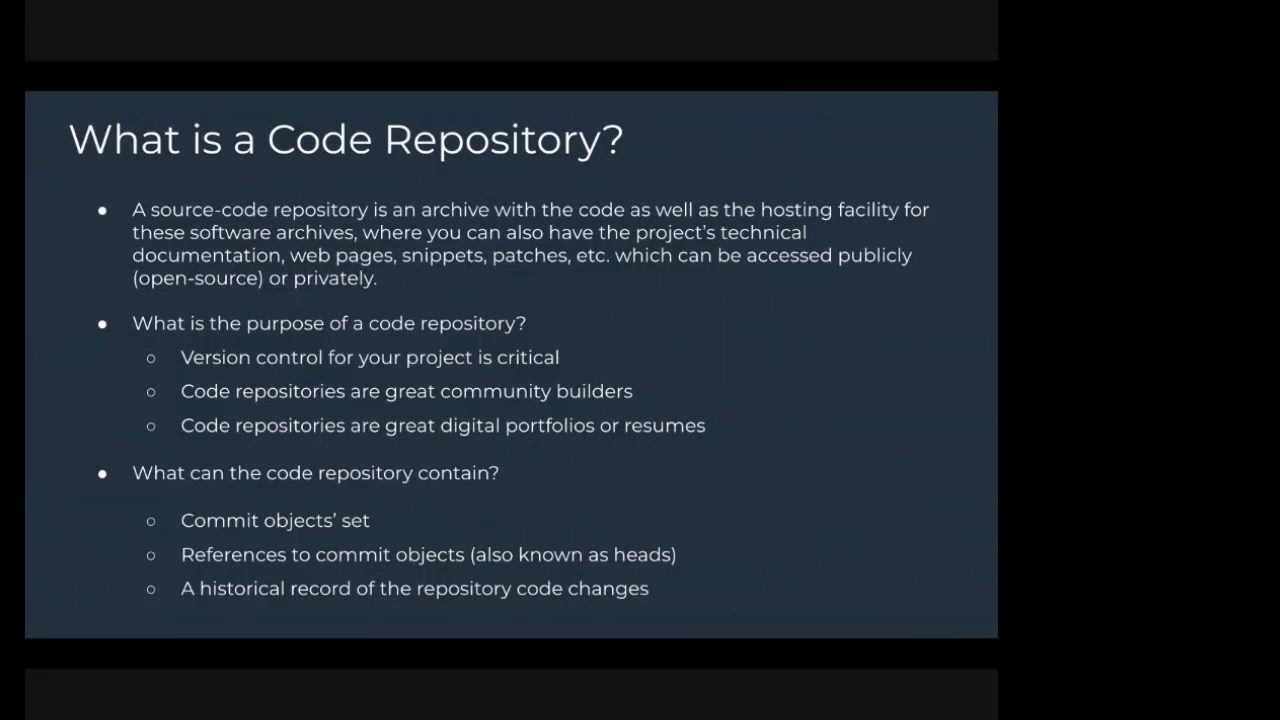 What is a Code Repository?
● A source-code repository is an archive with the code as well as the hosting facility for
these software archives, where you can also have the project's technical
documentation, web pages, snippets, patches, etc. which can be accessed publicly
(open-source) or privately.
● What is the purpose of a code repository?
○ Version control for your project is critical
○ Code repositories are great community builders
○ Code repositories are great digital portfolios or resumes
● What can the code repository contain?
○ Commit objects' set
○ References to commit objects (also known as heads)
○ A historical record of the repository code changes